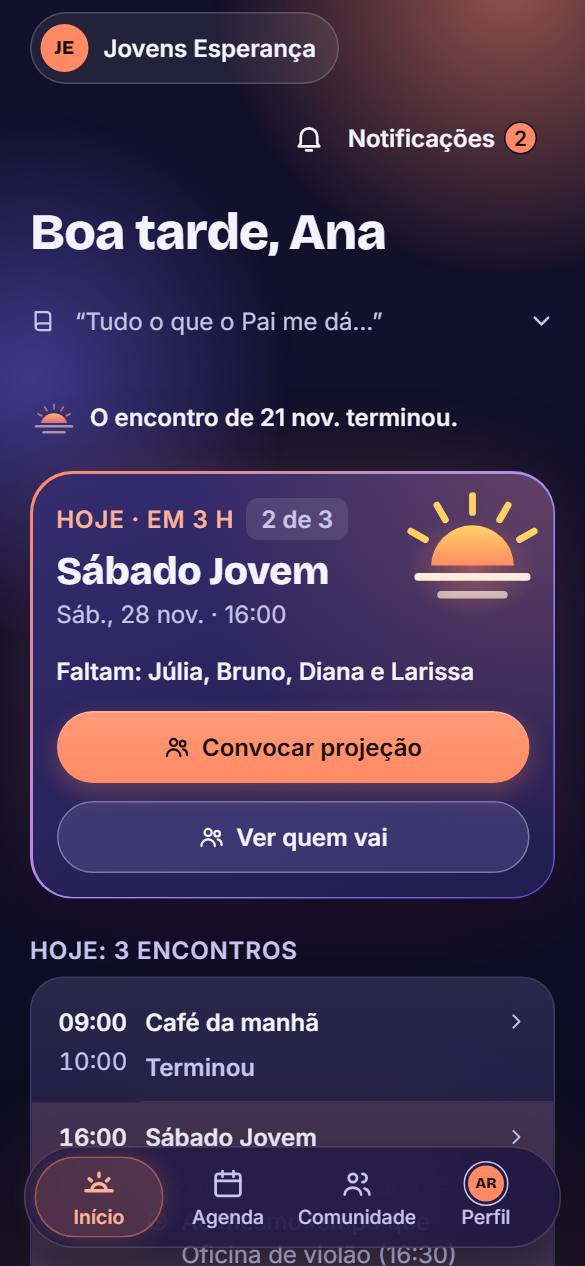 JE Jovens Esperança
Notificações 2
Boa tarde, Ana
“Tudo o que o Pai me dá...”
O encontro de 21 nov. terminou.
HOJE · EM 3 H 2 de 3
Sábado Jovem
Sáb., 28 nov. · 16:00
Faltam: Júlia, Bruno, Diana e Larissa
Convocar projeção
Ver quem vai
HOJE: 3 ENCONTROS
09:00 Café da manhã
10:00 Terminou
16:00 Sábado Jovem
AR
Início Agenda Comunidade Perfil
Oficina de violão (16:30)